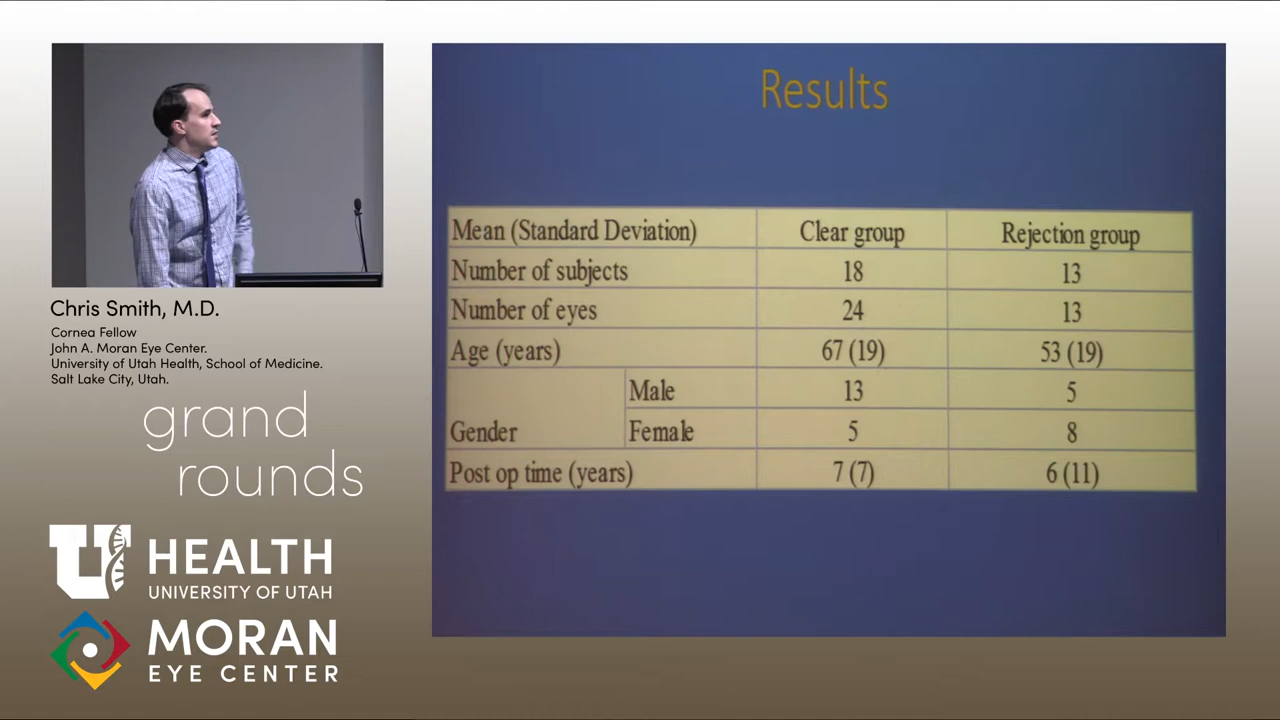 Results
Mean (Standard Deviation) Clear group Rejection group
Number of subjects 18 13
Number of eyes 24 13
Age (years) 67 (19) 53 (19)
Gender Male 13 5
Female 5 8
Post op time (years) 7 (7) 6 (11)
Chris Smith, M.D.
Cornea Fellow
John A. Moran Eye Center.
University of Utah Health, School of Medicine.
Salt Lake City, Utah.
grand
rounds
U HEALTH
UNIVERSITY OF UTAH
MORAN
EYE CENTER